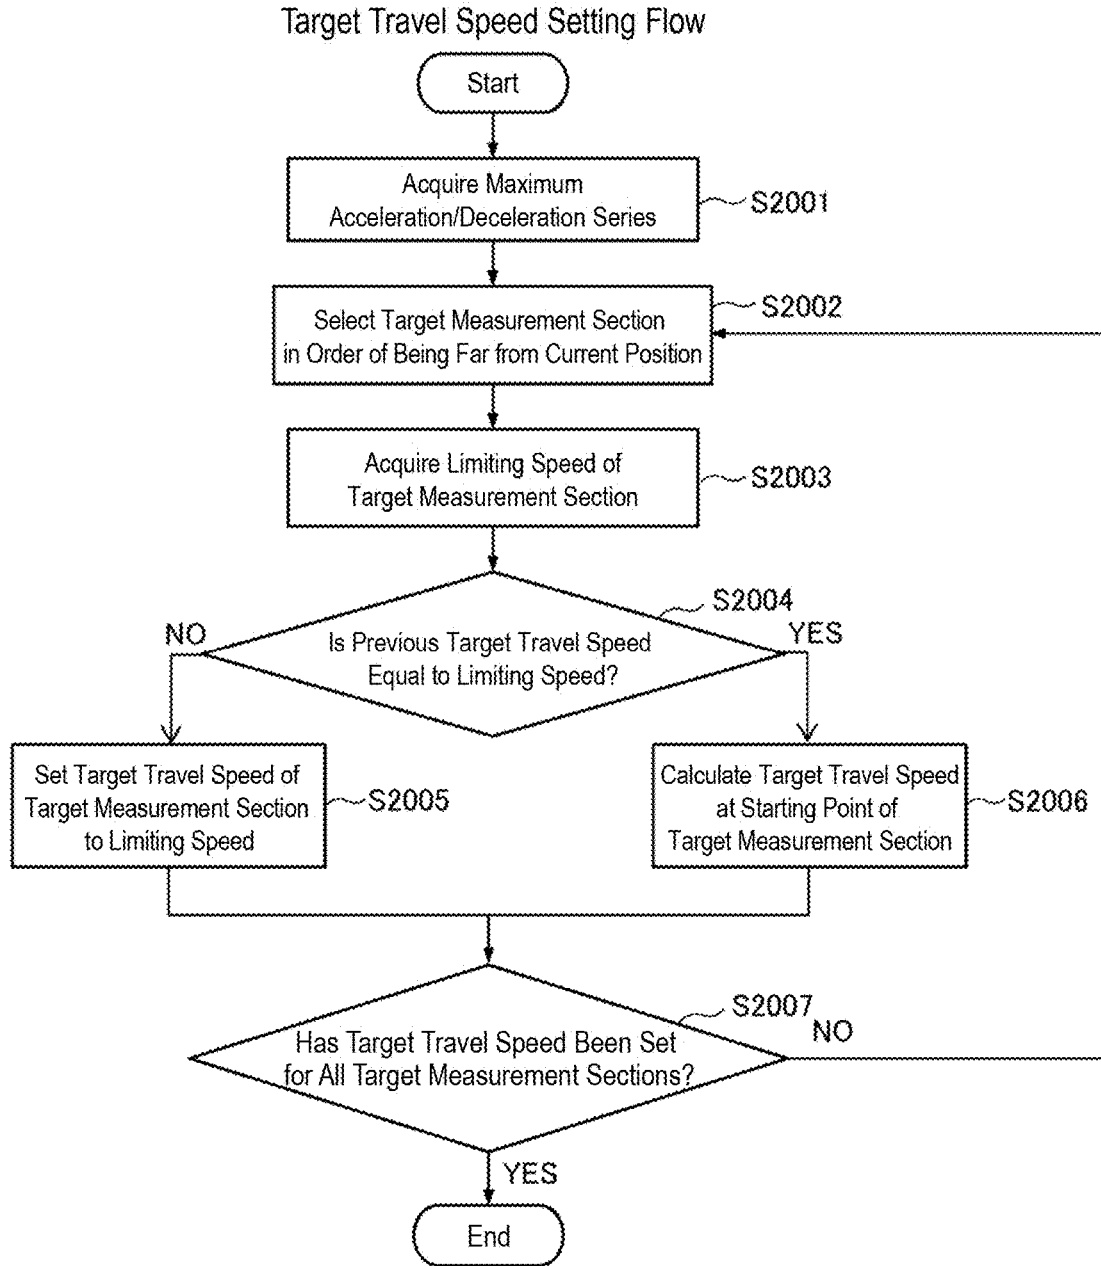 Target Travel Speed Setting Flow
Start
Acquire Maximum
Acceleration/Deceleration Series
S2001
Select Target Measurement Section
in Order of Being Far from Current Position
S2002
Acquire Limiting Speed of
Target Measurement Section
S2003
Is Previous Target Travel Speed
Equal to Limiting Speed?
S2004
NO
YES
Set Target Travel Speed of
Target Measurement Section
to Limiting Speed
S2005
Calculate Target Travel Speed
at Starting Point of
Target Measurement Section
S2006
Has Target Travel Speed Been Set
for All Target Measurement Sections?
S2007
NO
YES
End